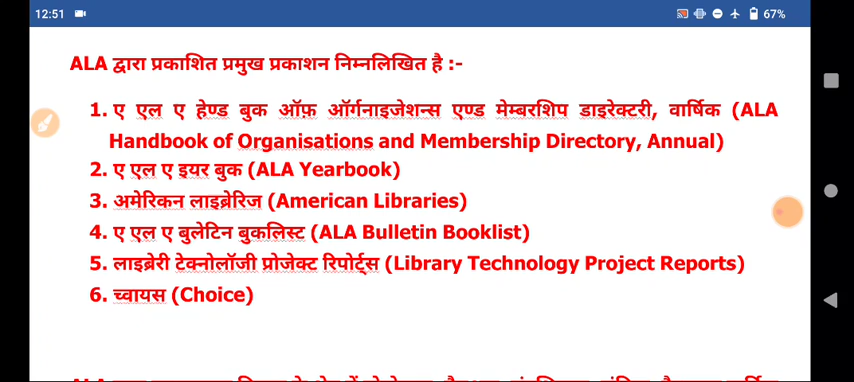 12:51
67%
ALA द्वारा प्रकाशित प्रमुख प्रकाशन निम्नलिखित है :-
1. ए एल ए हेण्ड बुक ऑफ़ ऑर्गनाइजेशन्स एण्ड मेम्बरशिप डाइरेक्टरी, वार्षिक (ALA
Handbook of Organisations and Membership Directory, Annual)
2. ए एल ए इयर बुक (ALA Yearbook)
3. अमेरिकन लाइब्रेरिज (American Libraries)
4. ए एल ए बुलेटिन बुकलिस्ट (ALA Bulletin Booklist)
5. लाइब्रेरी टेक्नोलॉजी प्रोजेक्ट रिपोर्ट्स (Library Technology Project Reports)
6. च्वायस (Choice)